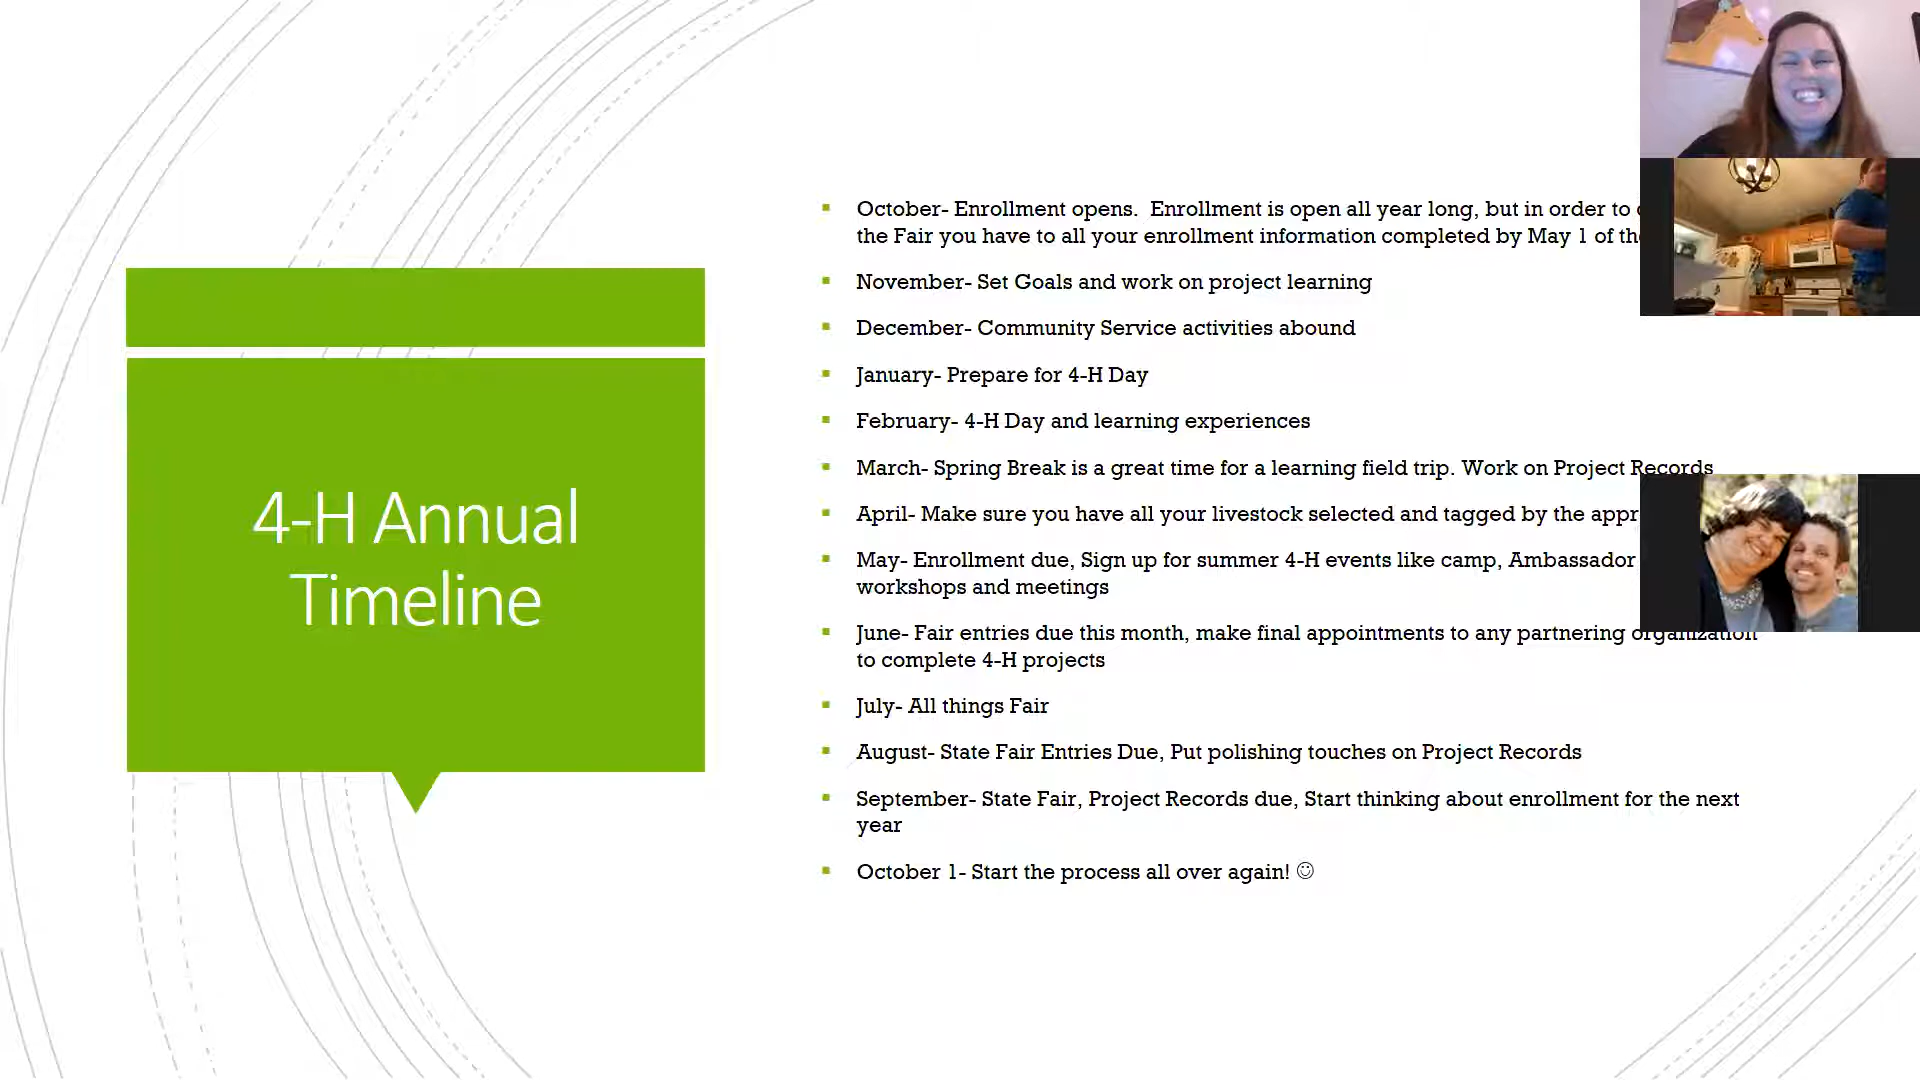 4-H Annual
Timeline
October- Enrollment opens.  Enrollment is open all year long, but in order to
the Fair you have to all your enrollment information completed by May 1 of
November- Set Goals and work on project learning
December- Community Service activities abound
January- Prepare for 4-H Day
February- 4-H Day and learning experiences
March- Spring Break is a great time for a learning field trip. Work on Project Records
April- Make sure you have all your livestock selected and tagged by the
May- Enrollment due, Sign up for summer 4-H events like camp, Ambassador
workshops and meetings
June- Fair entries due this month, make final appointments to any partnering organization
to complete 4-H projects
July- All things Fair
August- State Fair Entries Due, Put polishing touches on Project Records
September- State Fair, Project Records due, Start thinking about enrollment for the next
year
October 1- Start the process all over again! ☺